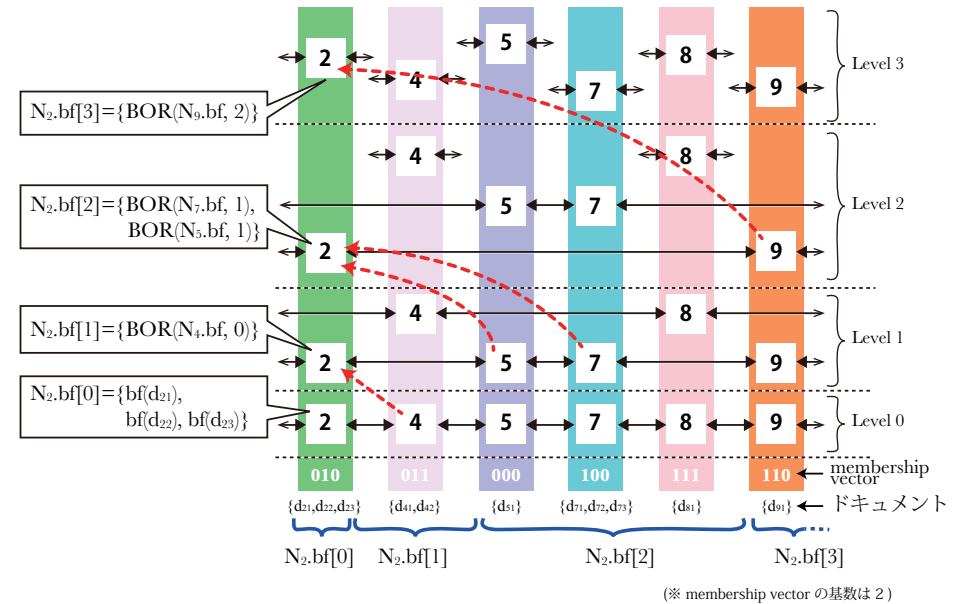 2
4
5
7
8
9
Level 3
N₂.bf[3]={BOR(N₉.bf, 2)}
4
8
5
7
Level 2
N₂.bf[2]={BOR(N₇.bf, 1),
BOR(N₅.bf, 1)}
2
9
4
8
Level 1
N₂.bf[1]={BOR(N₄.bf, 0)}
2
5
7
9
N₂.bf[0]={bf(d₂₁),
bf(d₂₂), bf(d₂₃)}
2
4
5
7
8
9
Level 0
010
011
000
100
111
110
membership
vector
{d₂₁,d₂₂,d₂₃}
{d₄₁,d₄₂}
{d₅₁}
{d₇₁,d₇₂,d₇₃}
{d₈₁}
{d₉₁}
ドキュメント
N₂.bf[0]
N₂.bf[1]
N₂.bf[2]
N₂.bf[3]
(※ membership vector の基数は 2 )